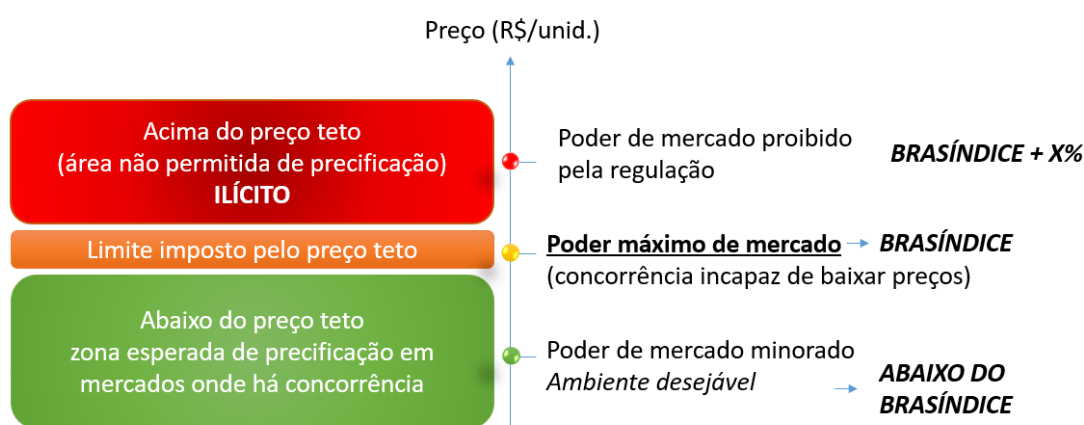 Preço (R$/unid.)
Acima do preço teto
(área não permitida de precificação)
ILÍCITO
Poder de mercado proibido
pela regulação
BRASÍNDICE + X%
Limite imposto pelo preço teto
Poder máximo de mercado
BRASÍNDICE
(concorrência incapaz de baixar preços)
Abaixo do preço teto
zona esperada de precificação em
mercados onde há concorrência
Poder de mercado minorado
Ambiente desejável
ABAIXO DO
BRASÍNDICE